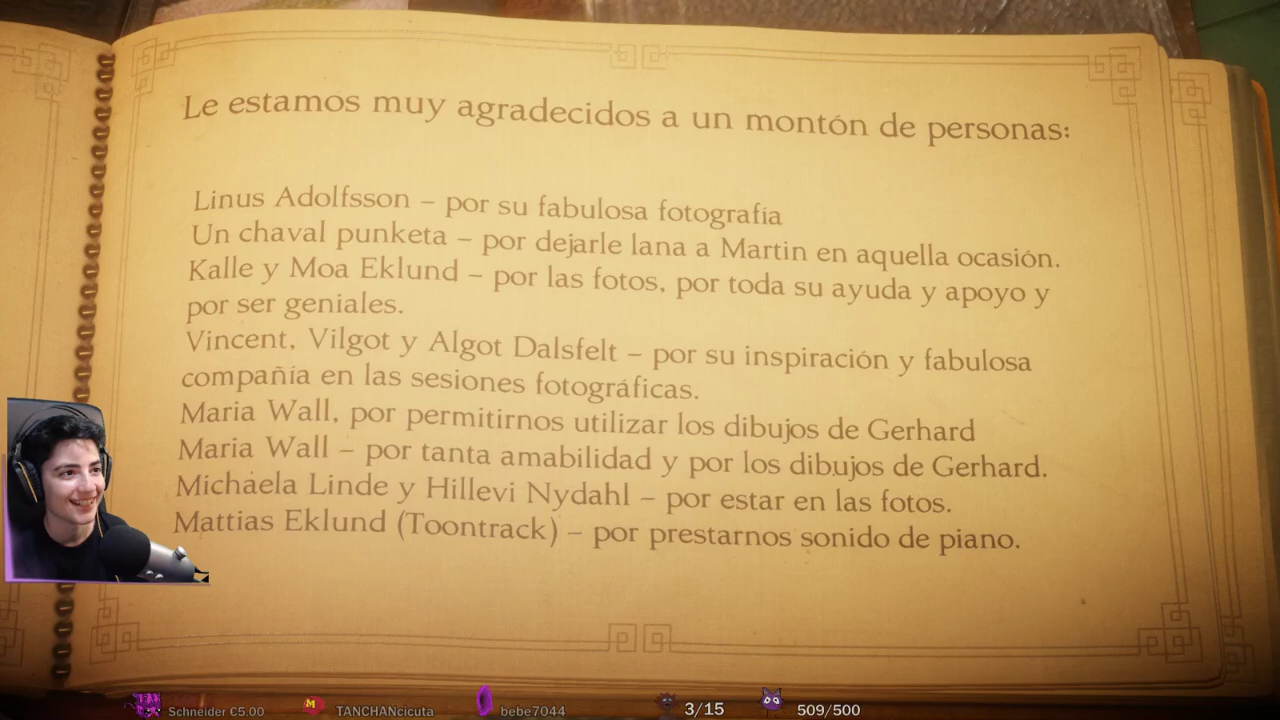 Le estamos muy agradecidos a un montón de personas:
Linus Adolfsson – por su fabulosa fotografía
Un chaval punketa – por dejarle lana a Martin en aquella ocasión.
Kalle y Moa Eklund – por las fotos, por toda su ayuda y apoyo y
por ser geniales.
Vincent, Vilgot y Algot Dalsfelt – por su inspiración y fabulosa
compañía en las sesiones fotográficas.
Maria Wall, por permitirnos utilizar los dibujos de Gerhard
Maria Wall – por tanta amabilidad y por los dibujos de Gerhard.
Michaela Linde y Hillevi Nydahl – por estar en las fotos.
Mattias Eklund (Toontrack) – por prestarnos sonido de piano.
Schneider €5.00 M TANCHANcicuta bebe7044 3/15 509/500